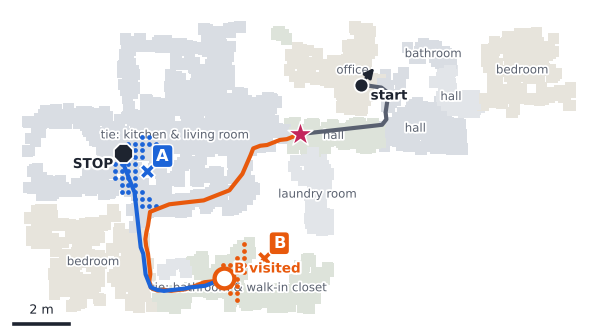 bathroom
office
bedroom
start
hall
hall
hall
tie: kitchen & living room
A
STOP
laundry room
B
bedroom
B visited
tie: bathroom & walk-in closet
2 m